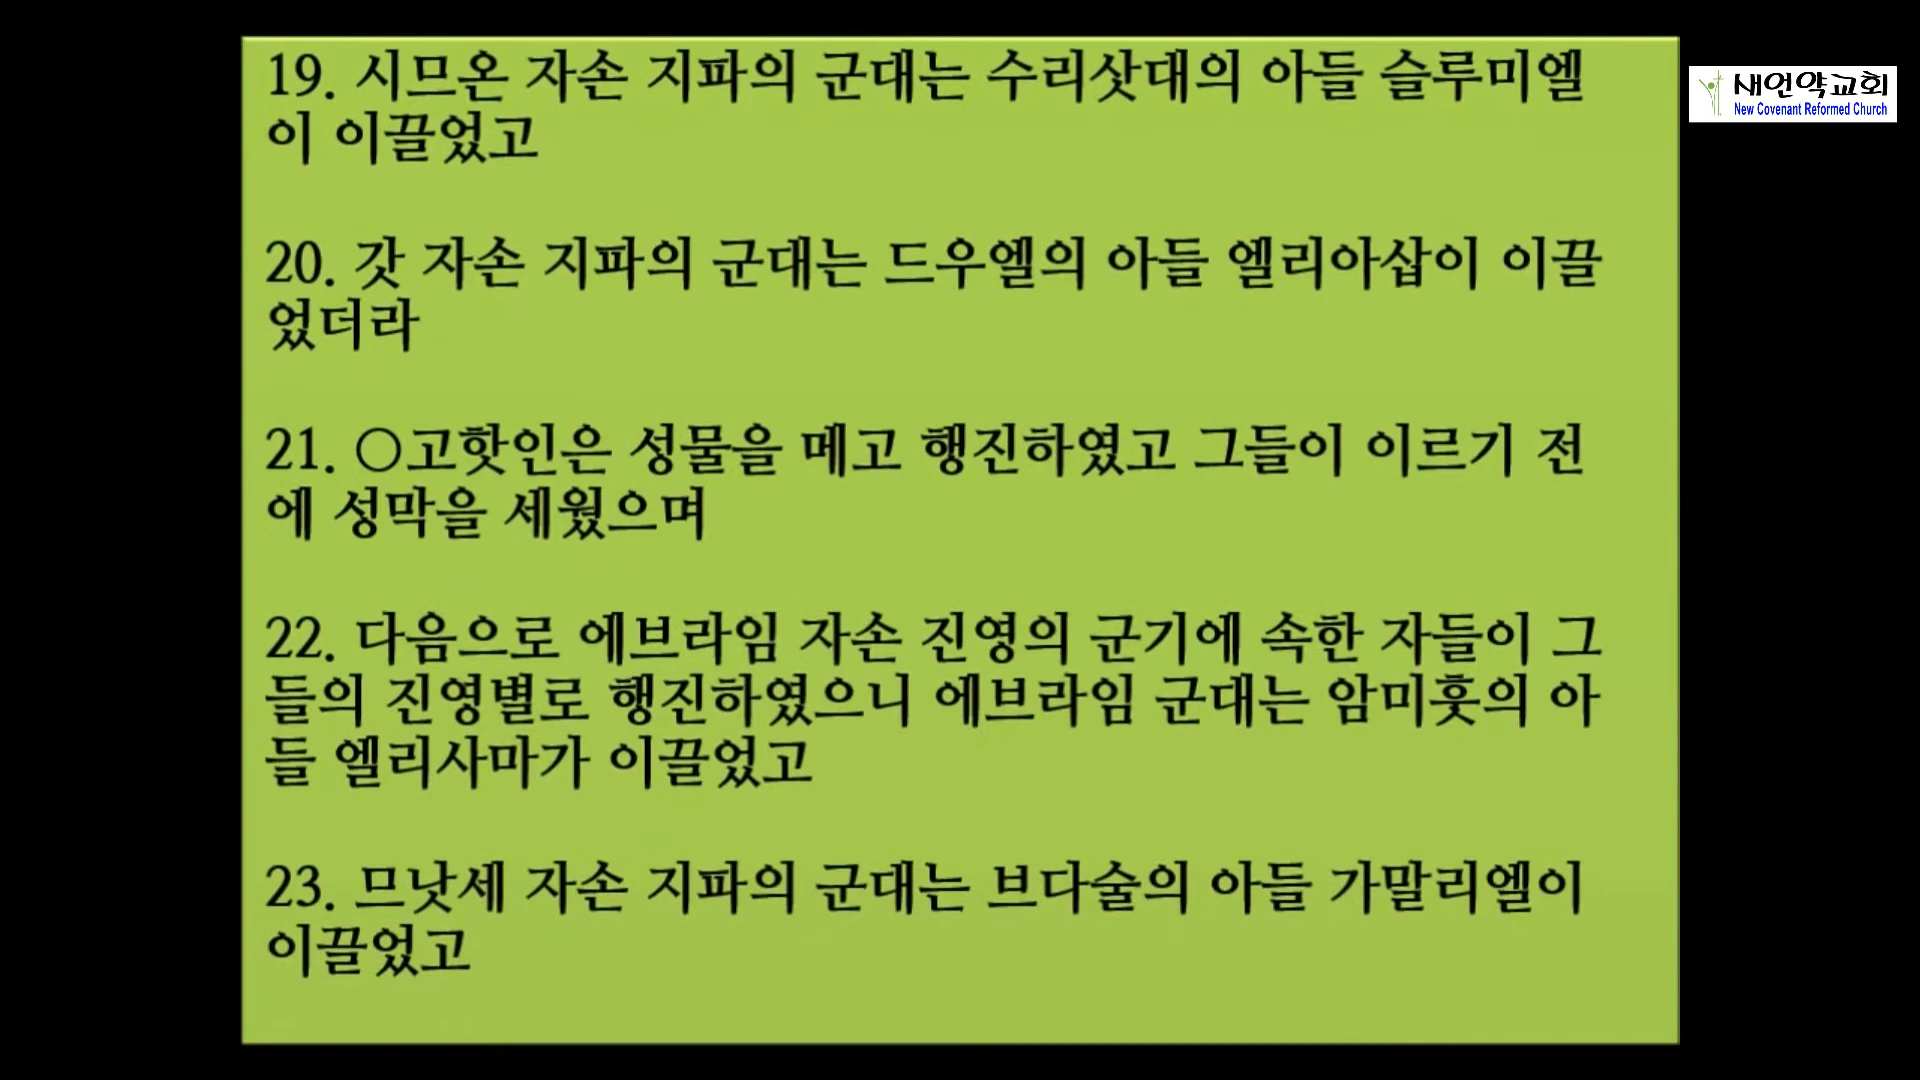 19. 시므온 자손 지파의 군대는 수리삿대의 아들 슬루미엘
이 이끌었고
20. 갓 자손 지파의 군대는 드우엘의 아들 엘리아삽이 이끌
었더라
21. ○고핫인은 성물을 메고 행진하였고 그들이 이르기 전
에 성막을 세웠으며
22. 다음으로 에브라임 자손 진영의 군기에 속한 자들이 그
들의 진영별로 행진하였으니 에브라임 군대는 암미훗의 아
들 엘리사마가 이끌었고
23. 므낫세 자손 지파의 군대는 브다술의 아들 가말리엘이
이끌었고
새언약교회
New Covenant Reformed Church